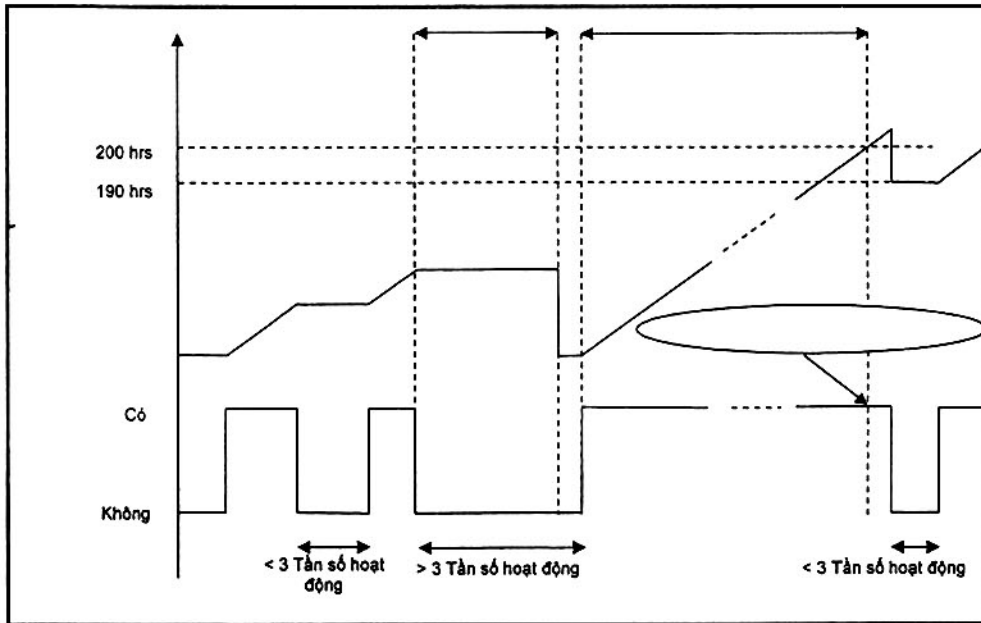 200 hrs
190 hrs
Có
Không
< 3 Tần số hoạt
động
> 3 Tần số hoạt động
< 3 Tần số hoạt động